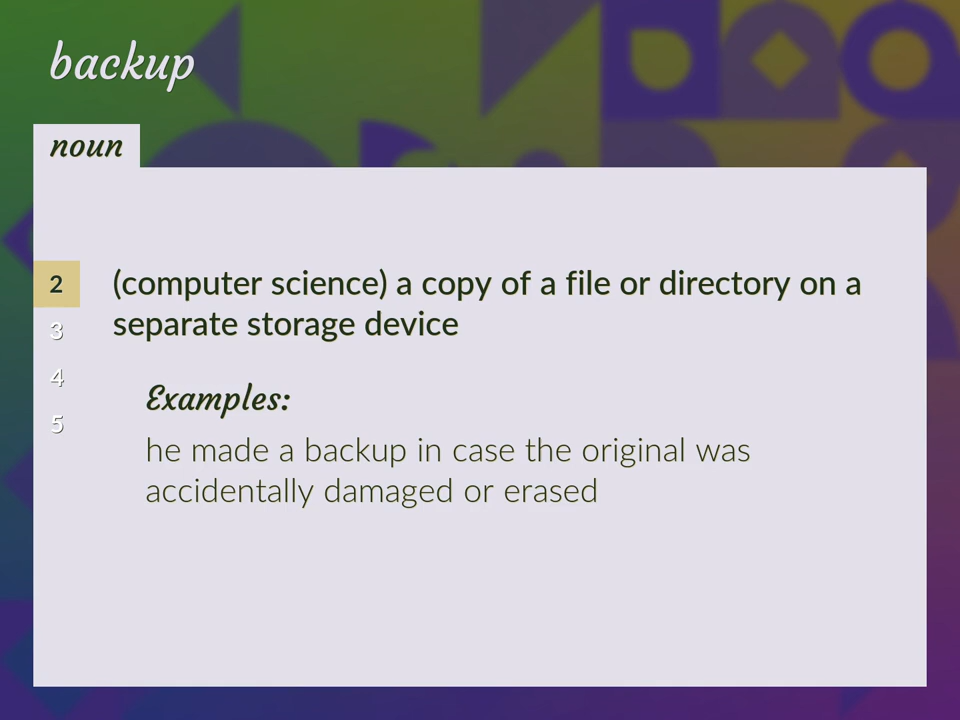 backup
noun
2
(computer science) a copy of a file or directory on a
separate storage device
3
4
5
Examples:
he made a backup in case the original was
accidentally damaged or erased